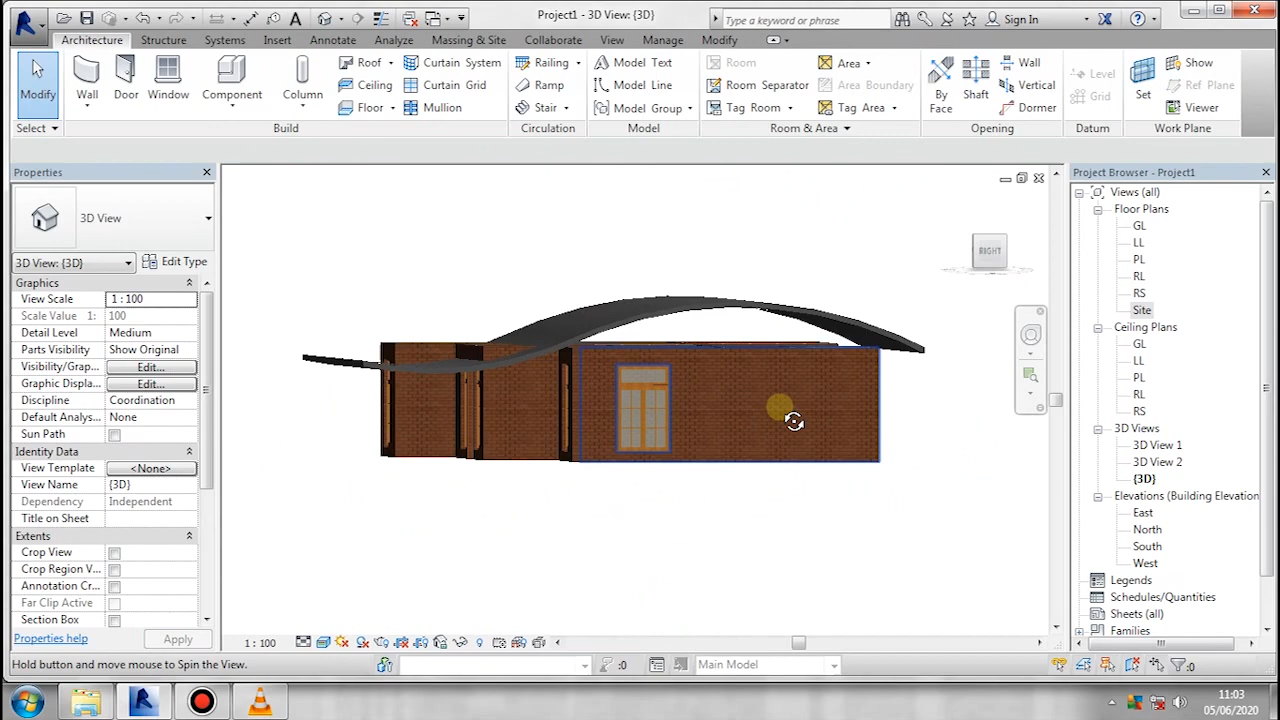 Project1 - 3D View: {3D}
Type a keyword or phrase
Sign In
Architecture Structure Systems Insert Annotate Analyze Massing & Site Collaborate View Manage Modify
Modify
Wall
Door
Window
Component
Column
Roof
Ceiling
Floor
Curtain System
Curtain Grid
Mullion
Railing
Ramp
Stair
Model Text
Model Line
Model Group
Room
Room Separator
Tag Room
Area
Area Boundary
Tag Area
By Face
Shaft
Wall
Vertical
Dormer
Level
Grid
Set
Show
Ref Plane
Viewer
Select Build Circulation Model Room & Area Opening Datum Work Plane
Properties
3D View
3D View: {3D} Edit Type
Graphics
View Scale 1 : 100
Scale Value 1: 100
Detail Level Medium
Parts Visibility Show Original
Visibility/Grap... Edit...
Graphic Displa... Edit...
Discipline Coordination
Default Analys... None
Sun Path
Identity Data
View Template <None>
View Name {3D}
Dependency Independent
Title on Sheet
Extents
Crop View
Crop Region V...
Annotation Cr...
Far Clip Active
Section Box
Properties help Apply
RIGHT
1 : 100
Project Browser - Project1
Views (all)
Floor Plans
GL
LL
PL
RL
RS
Site
Ceiling Plans
GL
LL
PL
RL
RS
3D Views
3D View 1
3D View 2
{3D}
Elevations (Building Elevation
East
North
South
West
Legends
Schedules/Quantities
Sheets (all)
Families
Hold button and move mouse to Spin the View.
:0
Main Model
:0
11:03
05/06/2020